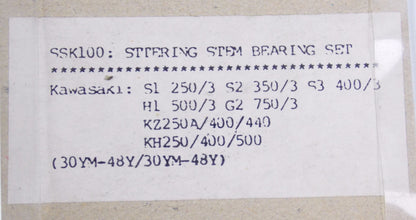 SSK100: STTERING STEM BEARING SET
*************************************
Kawasaki: S1 250/3 S2 350/3 S3 400/3
H1 500/3 G2 750/3
KZ250A/400/440
KH250/400/500
(30YM-48Y/30YM-48Y)